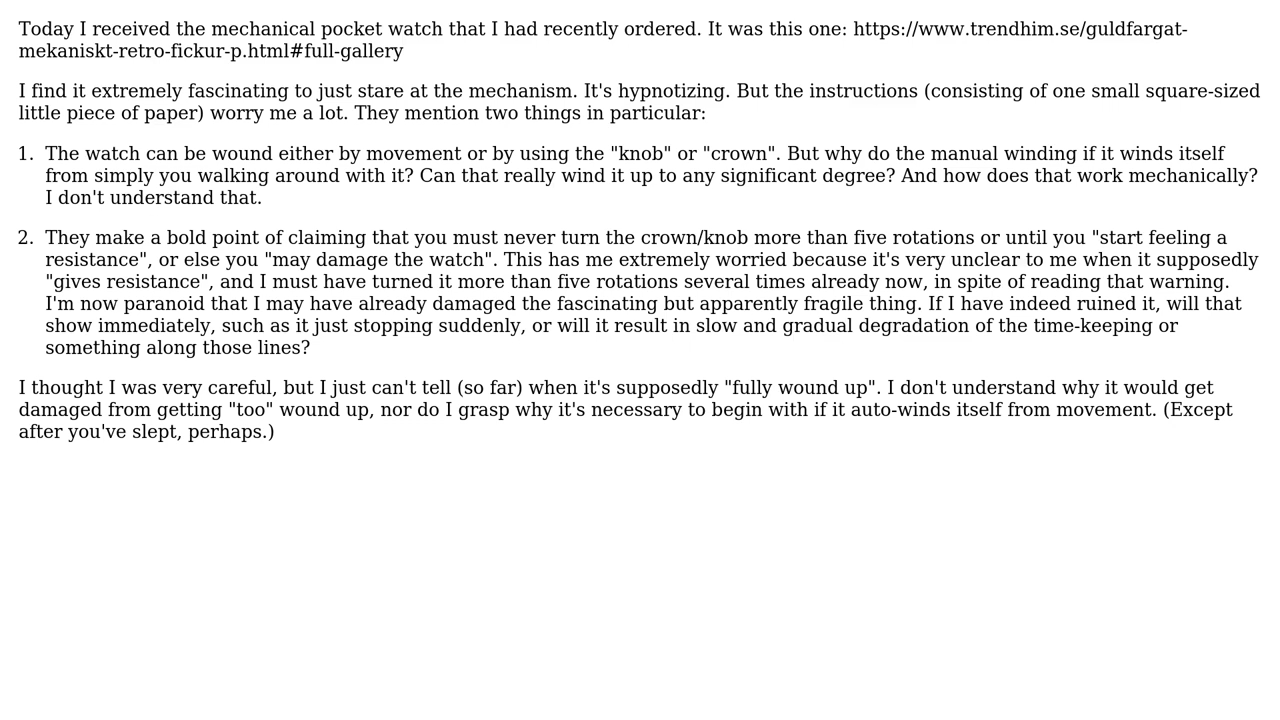 Today I received the mechanical pocket watch that I had recently ordered. It was this one: https://www.trendhim.se/guldfargat-
mekaniskt-retro-fickur-p.html#full-gallery
I find it extremely fascinating to just stare at the mechanism. It's hypnotizing. But the instructions (consisting of one small square-sized
little piece of paper) worry me a lot. They mention two things in particular:
1. The watch can be wound either by movement or by using the "knob" or "crown". But why do the manual winding if it winds itself
from simply you walking around with it? Can that really wind it up to any significant degree? And how does that work mechanically?
I don't understand that.
2. They make a bold point of claiming that you must never turn the crown/knob more than five rotations or until you "start feeling a
resistance", or else you "may damage the watch". This has me extremely worried because it's very unclear to me when it supposedly
"gives resistance", and I must have turned it more than five rotations several times already now, in spite of reading that warning.
I'm now paranoid that I may have already damaged the fascinating but apparently fragile thing. If I have indeed ruined it, will that
show immediately, such as it just stopping suddenly, or will it result in slow and gradual degradation of the time-keeping or
something along those lines?
I thought I was very careful, but I just can't tell (so far) when it's supposedly "fully wound up". I don't understand why it would get
damaged from getting "too" wound up, nor do I grasp why it's necessary to begin with if it auto-winds itself from movement. (Except
after you've slept, perhaps.)